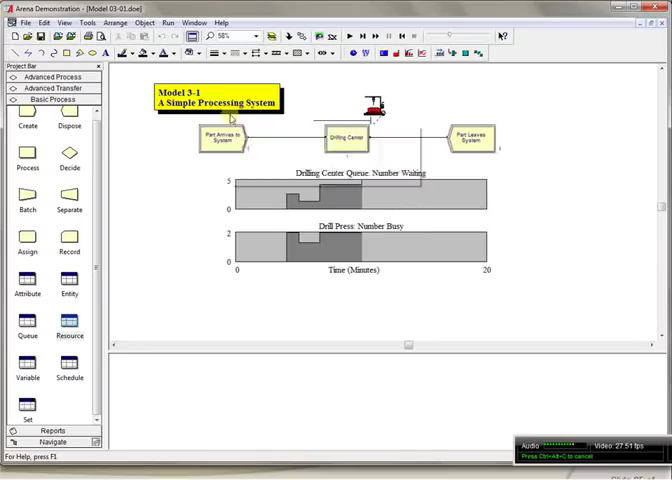 Arena Demonstration - [Model 03-01.doe]
File Edit View Tools Arrange Object Run Window Help
58%
Project Bar
Advanced Process
Advanced Transfer
Basic Process
Create Dispose
Process Decide
Batch Separate
Assign Record
Attribute Entity
Queue Resource
Variable Schedule
Set
Reports
Navigate
Model 3-1
A Simple Processing System
Part Arrives to
System
Drilling Center
Part Leaves
System
Drilling Center Queue: Number Waiting
5
0
Drill Press: Number Busy
2
0
0 Time (Minutes) 20
For Help, press F1
Audio Video: 27.51 fps
Press Ctrl+Alt+C to cancel